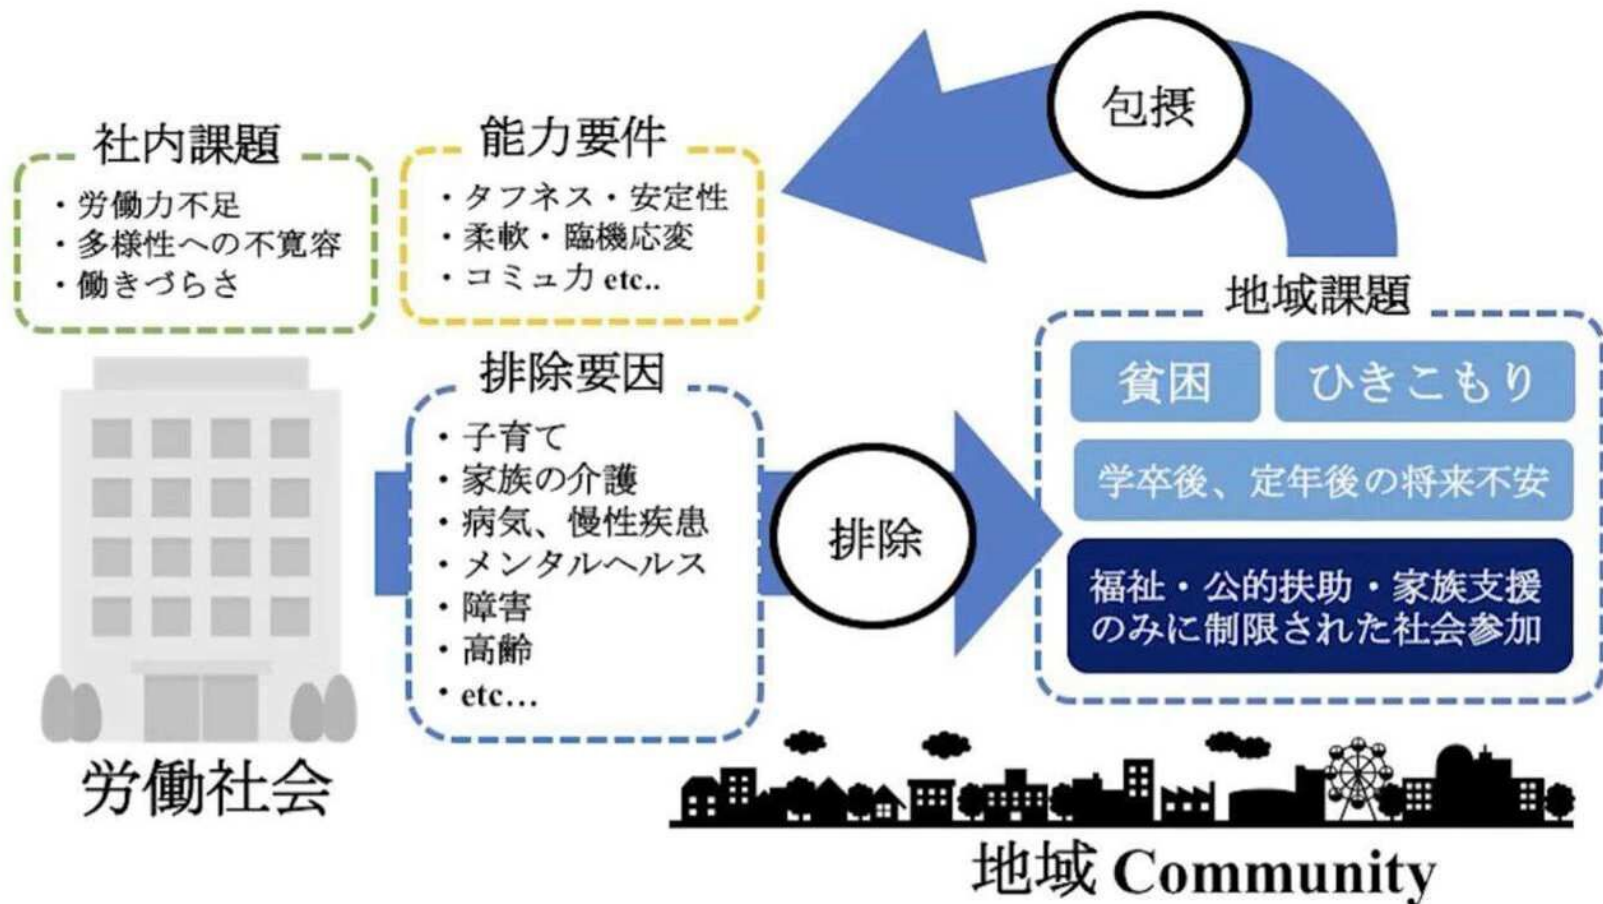 社内課題
・労働力不足
・多様性への不寛容
・働きづらさ
能力要件
・タフネス・安定性
・柔軟・臨機応変
・コミュ力 etc..
包摂
排除要因
・子育て
・家族の介護
・病気、慢性疾患
・メンタルヘルス
・障害
・高齢
・etc…
排除
地域課題
貧困
ひきこもり
学卒後、定年後の将来不安
福祉・公的扶助・家族支援
のみに制限された社会参加
労働社会
地域 Community